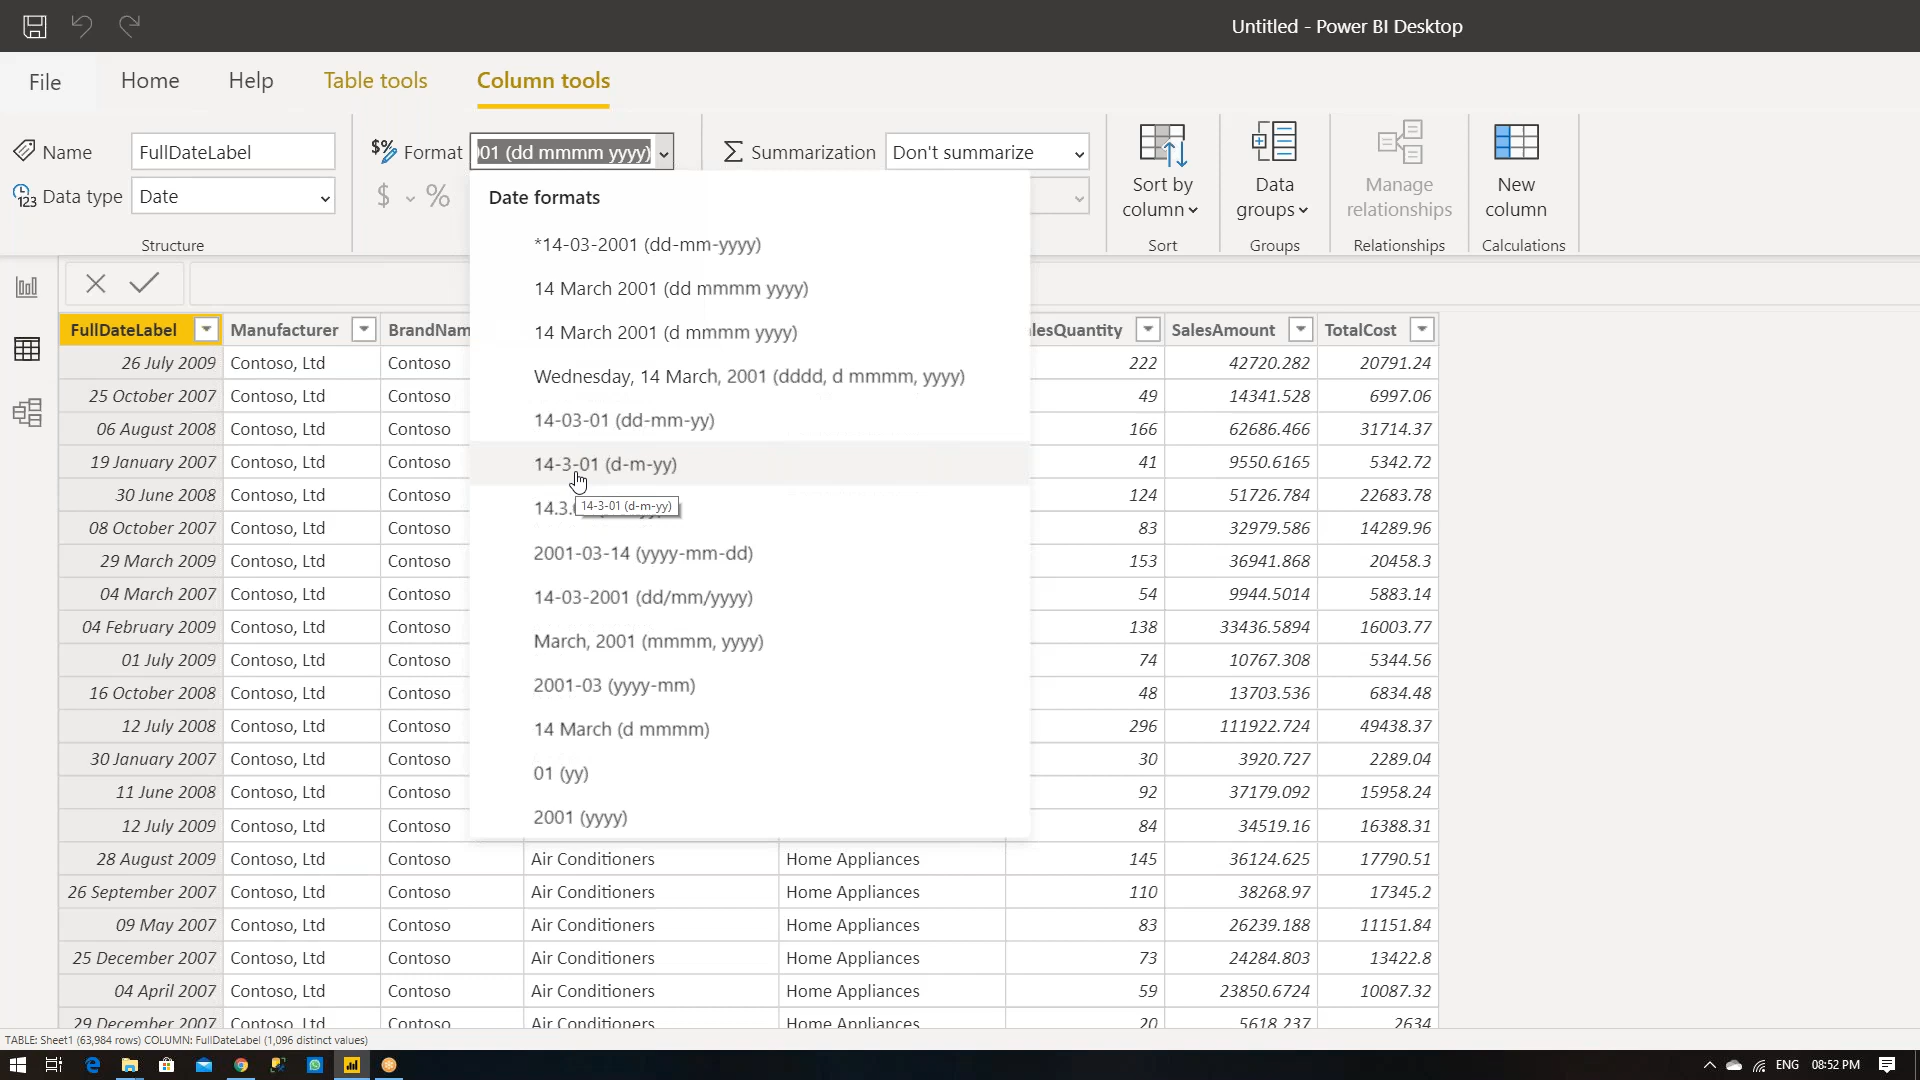 Untitled - Power BI Desktop
File Home Help Table tools Column tools
Name FullDateLabel Format 01 (dd mmmm yyyy) Summarization Don't summarize
Data type Date $ %
Sort by column
Data groups
Manage relationships
New column
Structure Sort Groups Relationships Calculations
Date formats
*14-03-2001 (dd-mm-yyyy)
14 March 2001 (dd mmmm yyyy)
14 March 2001 (d mmmm yyyy)
Wednesday, 14 March, 2001 (dddd, d mmmm, yyyy)
14-03-01 (dd-mm-yy)
14-3-01 (d-m-yy)
14-3-01 (d-m-yy)
14.3.
2001-03-14 (yyyy-mm-dd)
14-03-2001 (dd/mm/yyyy)
March, 2001 (mmmm, yyyy)
2001-03 (yyyy-mm)
14 March (d mmmm)
01 (yy)
2001 (yyyy)
FullDateLabel Manufacturer BrandNam lesQuantity SalesAmount TotalCost
26 July 2009 Contoso, Ltd Contoso 222 42720.282 20791.24
25 October 2007 Contoso, Ltd Contoso 49 14341.528 6997.06
06 August 2008 Contoso, Ltd Contoso 166 62686.466 31714.37
19 January 2007 Contoso, Ltd Contoso 41 9550.6165 5342.72
30 June 2008 Contoso, Ltd Contoso 124 51726.784 22683.78
08 October 2007 Contoso, Ltd Contoso 83 32979.586 14289.96
29 March 2009 Contoso, Ltd Contoso 153 36941.868 20458.3
04 March 2007 Contoso, Ltd Contoso 54 9944.5014 5883.14
04 February 2009 Contoso, Ltd Contoso 138 33436.5894 16003.77
01 July 2009 Contoso, Ltd Contoso 74 10767.308 5344.56
16 October 2008 Contoso, Ltd Contoso 48 13703.536 6834.48
12 July 2008 Contoso, Ltd Contoso 296 111922.724 49438.37
30 January 2007 Contoso, Ltd Contoso 30 3920.727 2289.04
11 June 2008 Contoso, Ltd Contoso 92 37179.092 15958.24
12 July 2009 Contoso, Ltd Contoso 84 34519.16 16388.31
28 August 2009 Contoso, Ltd Contoso Air Conditioners Home Appliances 145 36124.625 17790.51
26 September 2007 Contoso, Ltd Contoso Air Conditioners Home Appliances 110 38268.97 17345.2
09 May 2007 Contoso, Ltd Contoso Air Conditioners Home Appliances 83 26239.188 11151.84
25 December 2007 Contoso, Ltd Contoso Air Conditioners Home Appliances 73 24284.803 13422.8
04 April 2007 Contoso, Ltd Contoso Air Conditioners Home Appliances 59 23850.6724 10087.32
29 December 2007 Contoso, Ltd Contoso Air Conditioners Home Appliances 20 5618.237 2634
TABLE: Sheet1 (63,984 rows) COLUMN: FullDateLabel (1,096 distinct values)
ENG 08:52 PM